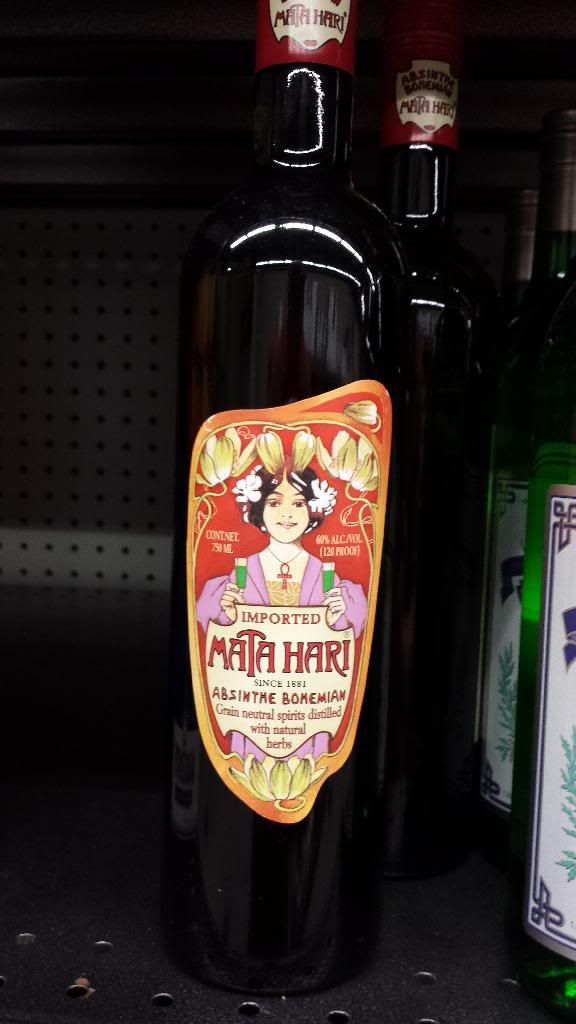 MATA HARI
ABSINTHE
BOHEMIAN
MATA HARI
CONT.NET.
750 ML
60% ALC./VOL.
(120 PROOF)
IMPORTED
MATA HARI®
SINCE 1881
ABSINTHE BOHEMIAN
Grain neutral spirits distilled
with natural
herbs